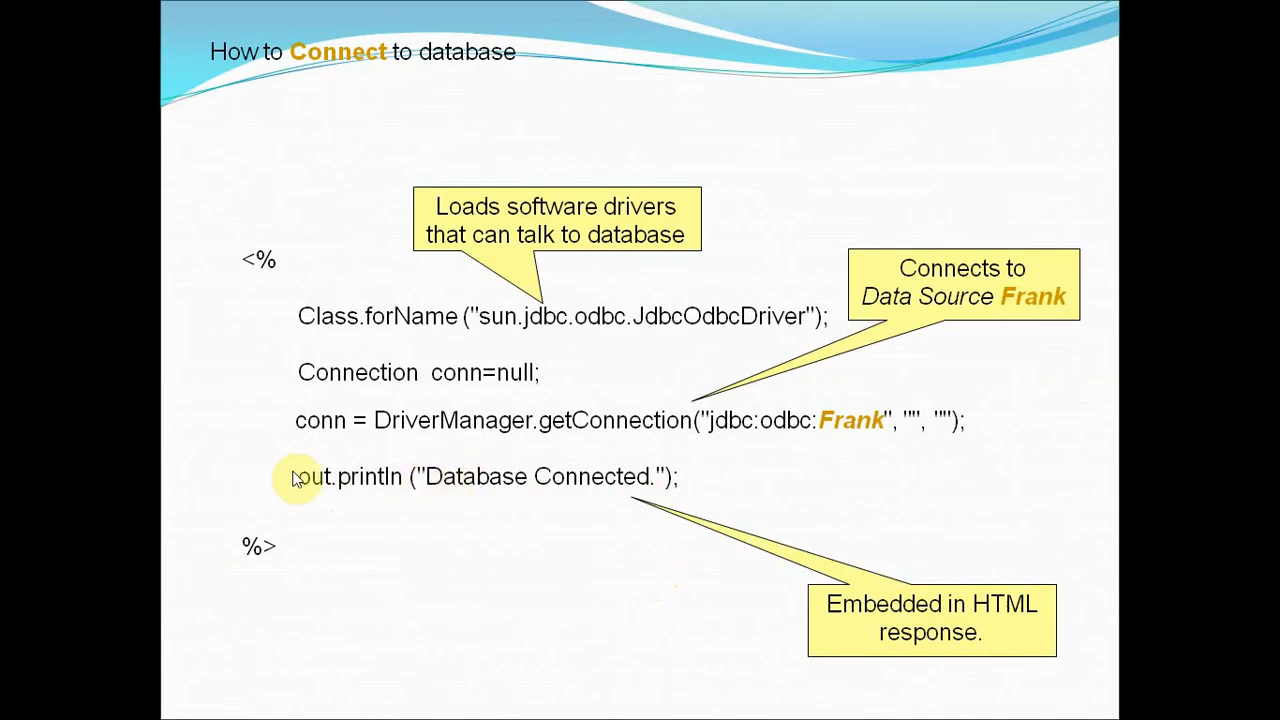 How to Connect to database
Loads software drivers
that can talk to database
<%
Connects to
Data Source Frank
Class.forName ("sun.jdbc.odbc.JdbcOdbcDriver");
Connection conn=null;
conn = DriverManager.getConnection("jdbc:odbc:Frank", "", "");
out.println ("Database Connected.");
%>
Embedded in HTML
response.